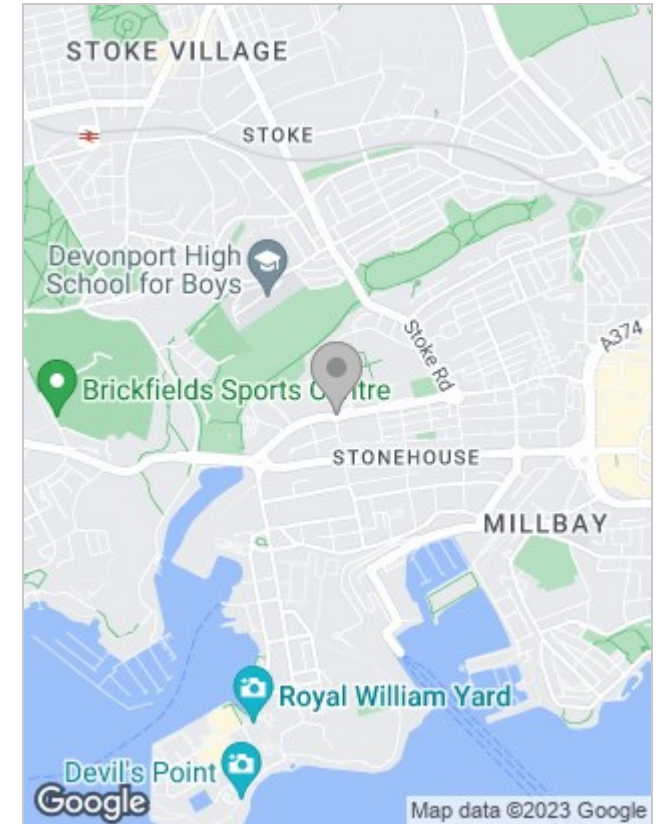 STOKE VILLAGE
STOKE
Devonport High
School for Boys
Stoke Rd
A374
Brickfields Sports Centre
STONEHOUSE
MILLBAY
Royal William Yard
Devil's Point
Google
Map data ©2023 Google